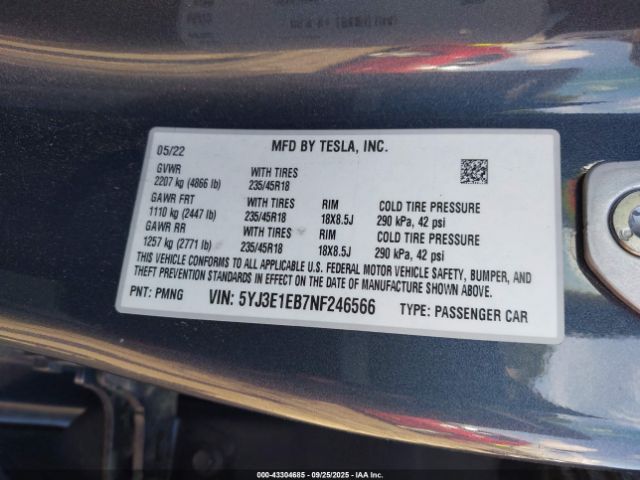 05/22 MFD BY TESLA, INC.
GVWR WITH TIRES
2207 kg (4866 lb) 235/45R18
GAWR FRT WITH TIRES RIM COLD TIRE PRESSURE
1110 kg (2447 lb) 235/45R18 18X8.5J 290 kPa, 42 psi
GAWR RR WITH TIRES RIM COLD TIRE PRESSURE
1257 kg (2771 lb) 235/45R18 18X8.5J 290 kPa, 42 psi
THIS VEHICLE CONFORMS TO ALL APPLICABLE U.S. FEDERAL MOTOR VEHICLE SAFETY, BUMPER, AND
THEFT PREVENTION STANDARDS IN EFFECT ON THE DATE OF MANUFACTURE SHOWN ABOVE.
PNT: PMNG VIN: 5YJ3E1EB7NF246566 TYPE: PASSENGER CAR
000-43304685 - 09/25/2025 - IAA Inc.